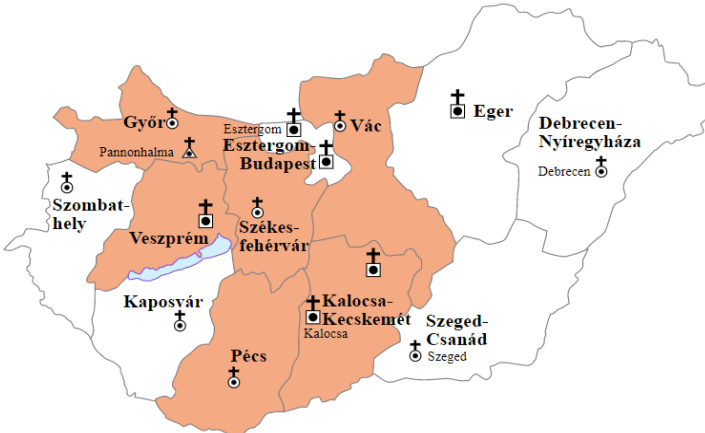 Győr
Pannonhalma
Esztergom
Esztergom-
Budapest
Vác
Eger
Debrecen-
Nyíregyháza
Debrecen
Szombat-
hely
Veszprém
Székes-
fehérvár
Kaposvár
Kalocsa-
Kecskemét
Kalocsa
Szeged-
Csanád
Szeged
Pécs